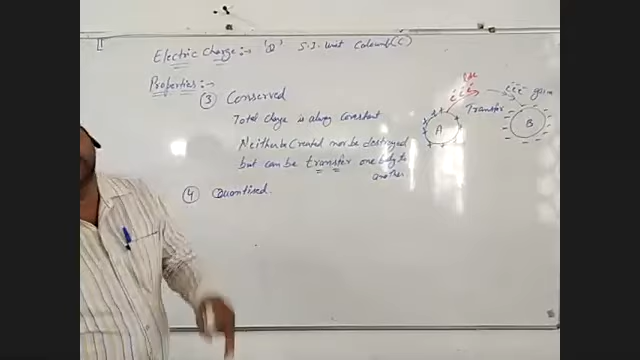 Electric Charge :- 'Q' S.I. Unit Coloumb (C)
Properties :-
③ Conserved
Total charge is always constant
Neither be Created nor be destroyed
but can be transfer one body to
another.
④ Quantised.
e⁻ e⁻ e⁻
e⁻ e⁻ e⁻ gain
Transfer
A
B